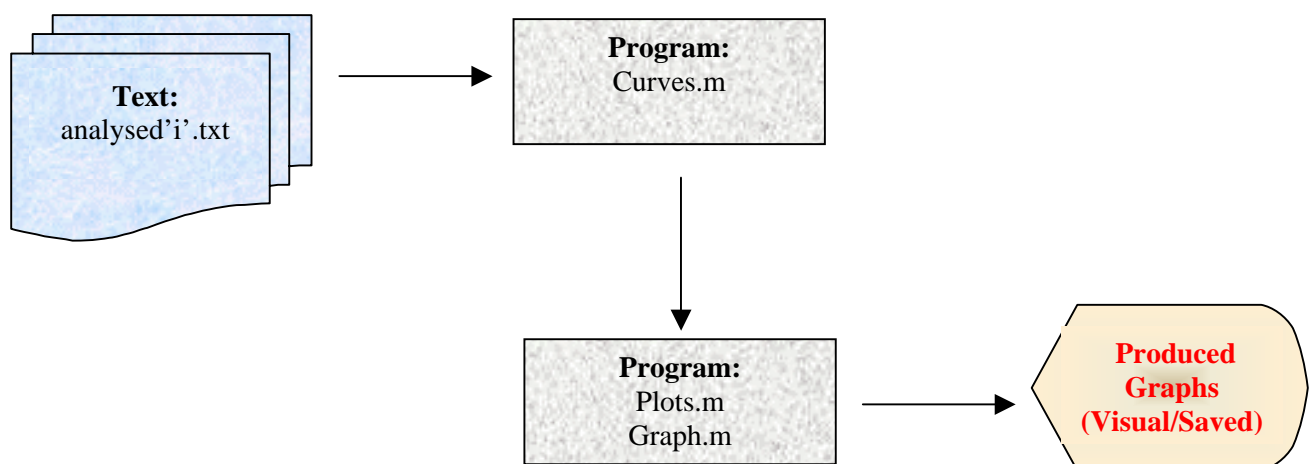 Text:
analysed’i’.txt
Program:
Curves.m
Program:
Plots.m
Graph.m
Produced
Graphs
(Visual/Saved)